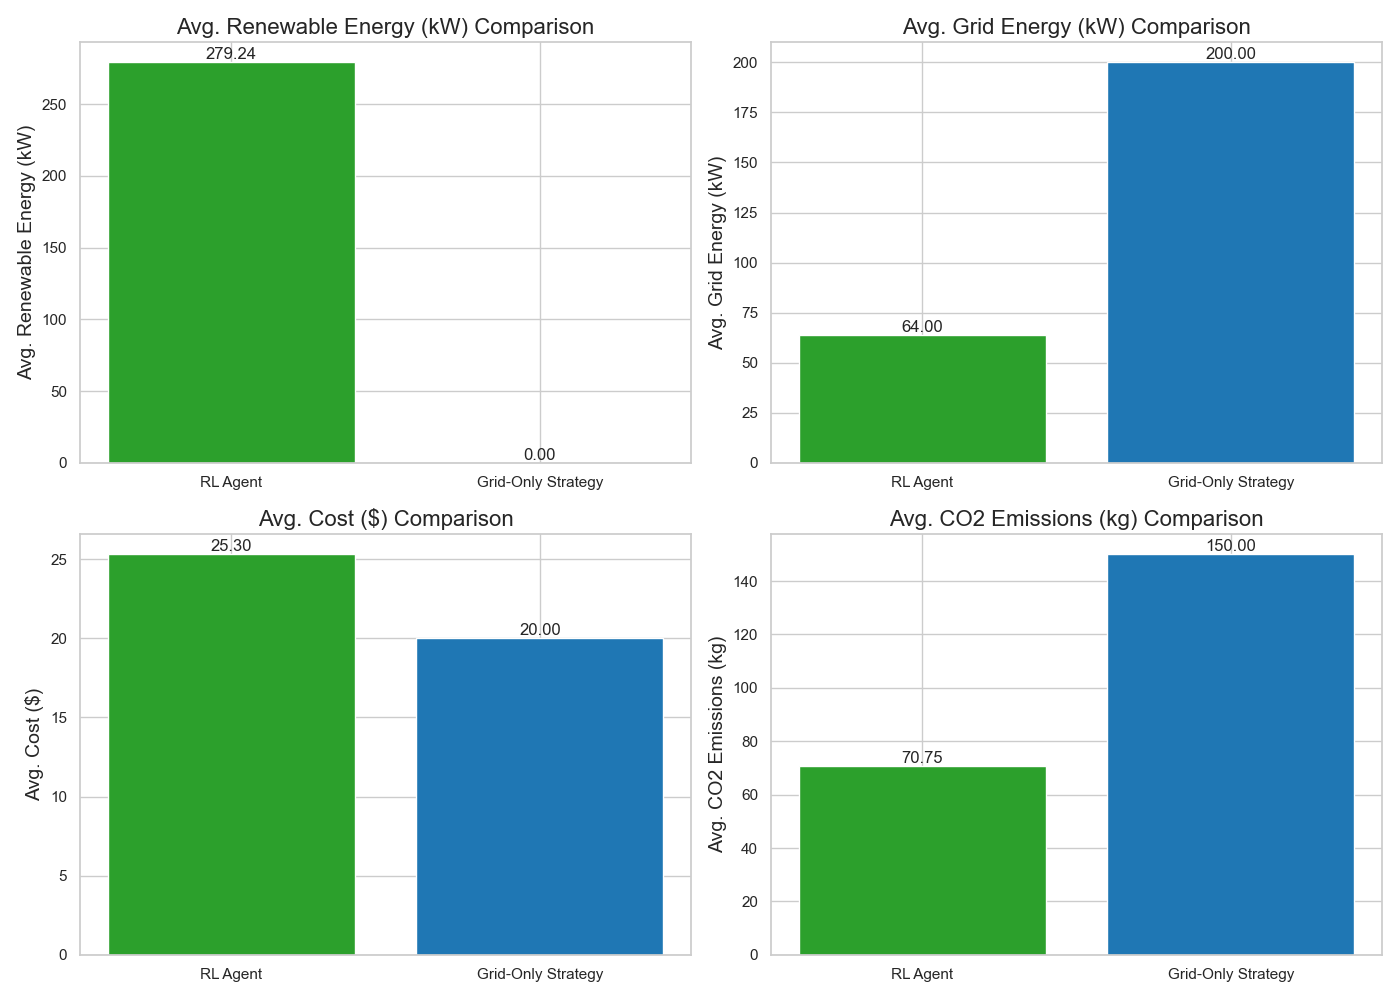 Avg. Renewable Energy (kW) Comparison
279.24
250
200
150
100
50
0
Avg. Renewable Energy (kW)
0.00
RL Agent
Grid-Only Strategy
Avg. Grid Energy (kW) Comparison
200.00
200
175
150
125
100
75
50
25
0
Avg. Grid Energy (kW)
64.00
RL Agent
Grid-Only Strategy
Avg. Cost ($) Comparison
25.30
25
20
15
10
5
0
Avg. Cost ($)
20.00
RL Agent
Grid-Only Strategy
Avg. CO2 Emissions (kg) Comparison
150.00
140
120
100
80
60
40
20
0
Avg. CO2 Emissions (kg)
70.75
RL Agent
Grid-Only Strategy